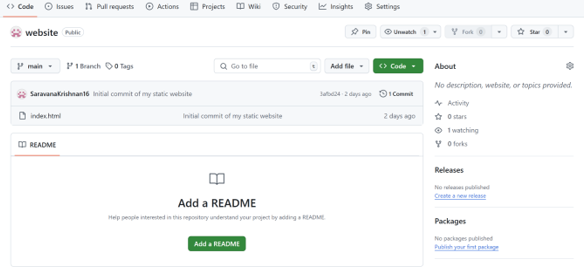 Code Issues Pull requests Actions Projects Wiki Security Insights Settings
website Public Pin Unwatch 1 Fork 0 Star 0
main 1 Branch 0 Tags Go to file t Add file Code
SaravanaKrishnan16 Initial commit of my static website 3afbd24 · 2 days ago 1 Commit
index.html Initial commit of my static website 2 days ago
README
Add a README
Help people interested in this repository understand your project by adding a README.
Add a README
About
No description, website, or topics provided.
Activity
0 stars
1 watching
0 forks
Releases
No releases published
Create a new release
Packages
No packages published
Publish your first package